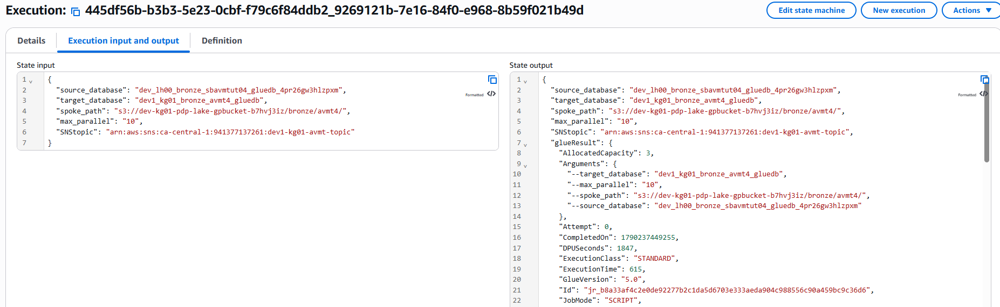 Execution: 445df56b-b3b3-5e23-0cbf-f79c6f84ddb2_9269121b-7e16-84f0-e968-8b59f021b49d
Edit state machine
New execution
Actions
Details
Execution input and output
Definition
State input
1 {
2 "source_database": "dev_lh00_bronze_sbavmtut04_gluedb_4pr26gw3hlzpxm",
3 "target_database": "dev1_kg01_bronze_avmt4_gluedb",
4 "spoke_path": "s3://dev-kg01-pdp-lake-gpbucket-b7hvj3iz/bronze/avmt4/",
5 "max_parallel": "10",
6 "SNStopic": "arn:aws:sns:ca-central-1:941377137261:dev1-kg01-avmt-topic"
7 }
Formatted </>
State output
1 {
2 "source_database": "dev_lh00_bronze_sbavmtut04_gluedb_4pr26gw3hlzpxm",
3 "target_database": "dev1_kg01_bronze_avmt4_gluedb",
4 "spoke_path": "s3://dev-kg01-pdp-lake-gpbucket-b7hvj3iz/bronze/avmt4/",
5 "max_parallel": "10",
6 "SNStopic": "arn:aws:sns:ca-central-1:941377137261:dev1-kg01-avmt-topic",
7 "glueResult": {
8 "AllocatedCapacity": 3,
9 "Arguments": {
10 "--target_database": "dev1_kg01_bronze_avmt4_gluedb",
11 "--max_parallel": "10",
12 "--spoke_path": "s3://dev-kg01-pdp-lake-gpbucket-b7hvj3iz/bronze/avmt4/",
13 "--source_database": "dev_lh00_bronze_sbavmtut04_gluedb_4pr26gw3hlzpxm"
14 },
15 "Attempt": 0,
16 "CompletedOn": 1790237449255,
17 "DPUSeconds": 1847,
18 "ExecutionClass": "STANDARD",
19 "ExecutionTime": 615,
20 "GlueVersion": "5.0",
21 "Id": "jr_b8a33af4c2e0de92277b2c1da5d6703e333aeda904c988556c90a459bc9c36d6",
22 "JobMode": "SCRIPT",
Formatted </>